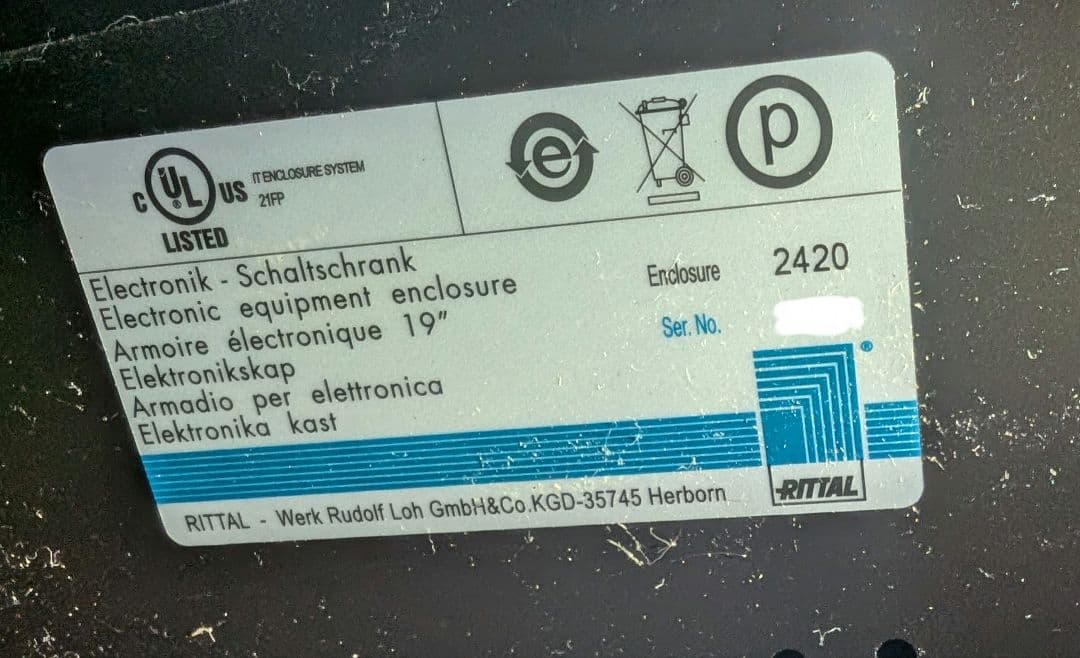 C UL US IT ENCLOSURE SYSTEM
® 21FP
LISTED
e
p
Electronik - Schaltschrank
Electronic equipment enclosure
Armoire électronique 19"
Elektronikskap
Armadio per elettronica
Elektronika kast
Enclosure 2420
Ser. No.
®
RITTAL
RITTAL - Werk Rudolf Loh GmbH&Co.KGD-35745 Herborn